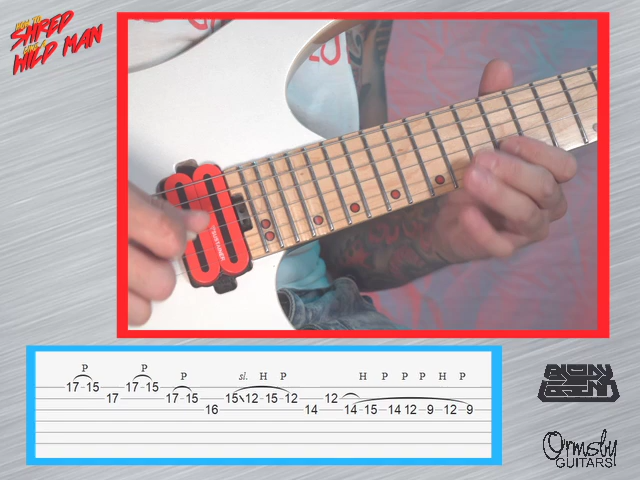 HOW TO
SHRED
LIKE A
WILD MAN
SUSTAINER
P P P sl. H P H P P P H P
17 15 17 15
17 17 15 15 12 15 12 12
16 14 14 15 14 12 9 12 9
Ormsby
GUITARS